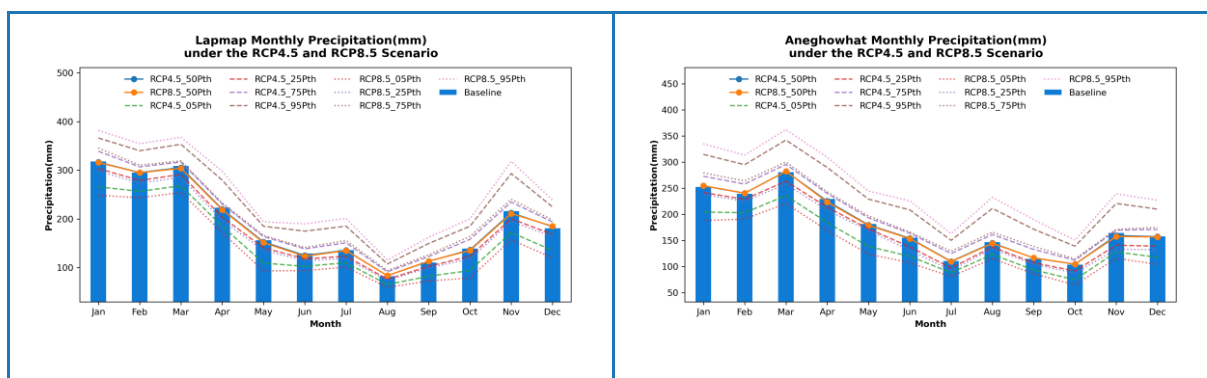 Lapmap Monthly Precipitation(mm)
under the RCP4.5 and RCP8.5 Scenario
500
400
300
200
100
Precipitation(mm)
RCP4.5_50Pth
RCP8.5_50Pth
RCP4.5_05Pth
RCP4.5_25Pth
RCP4.5_75Pth
RCP4.5_95Pth
RCP8.5_05Pth
RCP8.5_25Pth
RCP8.5_75Pth
RCP8.5_95Pth
Baseline
Jan Feb Mar Apr May Jun Jul Aug Sep Oct Nov Dec
Month
Aneghowhat Monthly Precipitation(mm)
under the RCP4.5 and RCP8.5 Scenario
450
400
350
300
250
200
150
100
50
Precipitation(mm)
RCP4.5_50Pth
RCP8.5_50Pth
RCP4.5_05Pth
RCP4.5_25Pth
RCP4.5_75Pth
RCP4.5_95Pth
RCP8.5_05Pth
RCP8.5_25Pth
RCP8.5_75Pth
RCP8.5_95Pth
Baseline
Jan Feb Mar Apr May Jun Jul Aug Sep Oct Nov Dec
Month